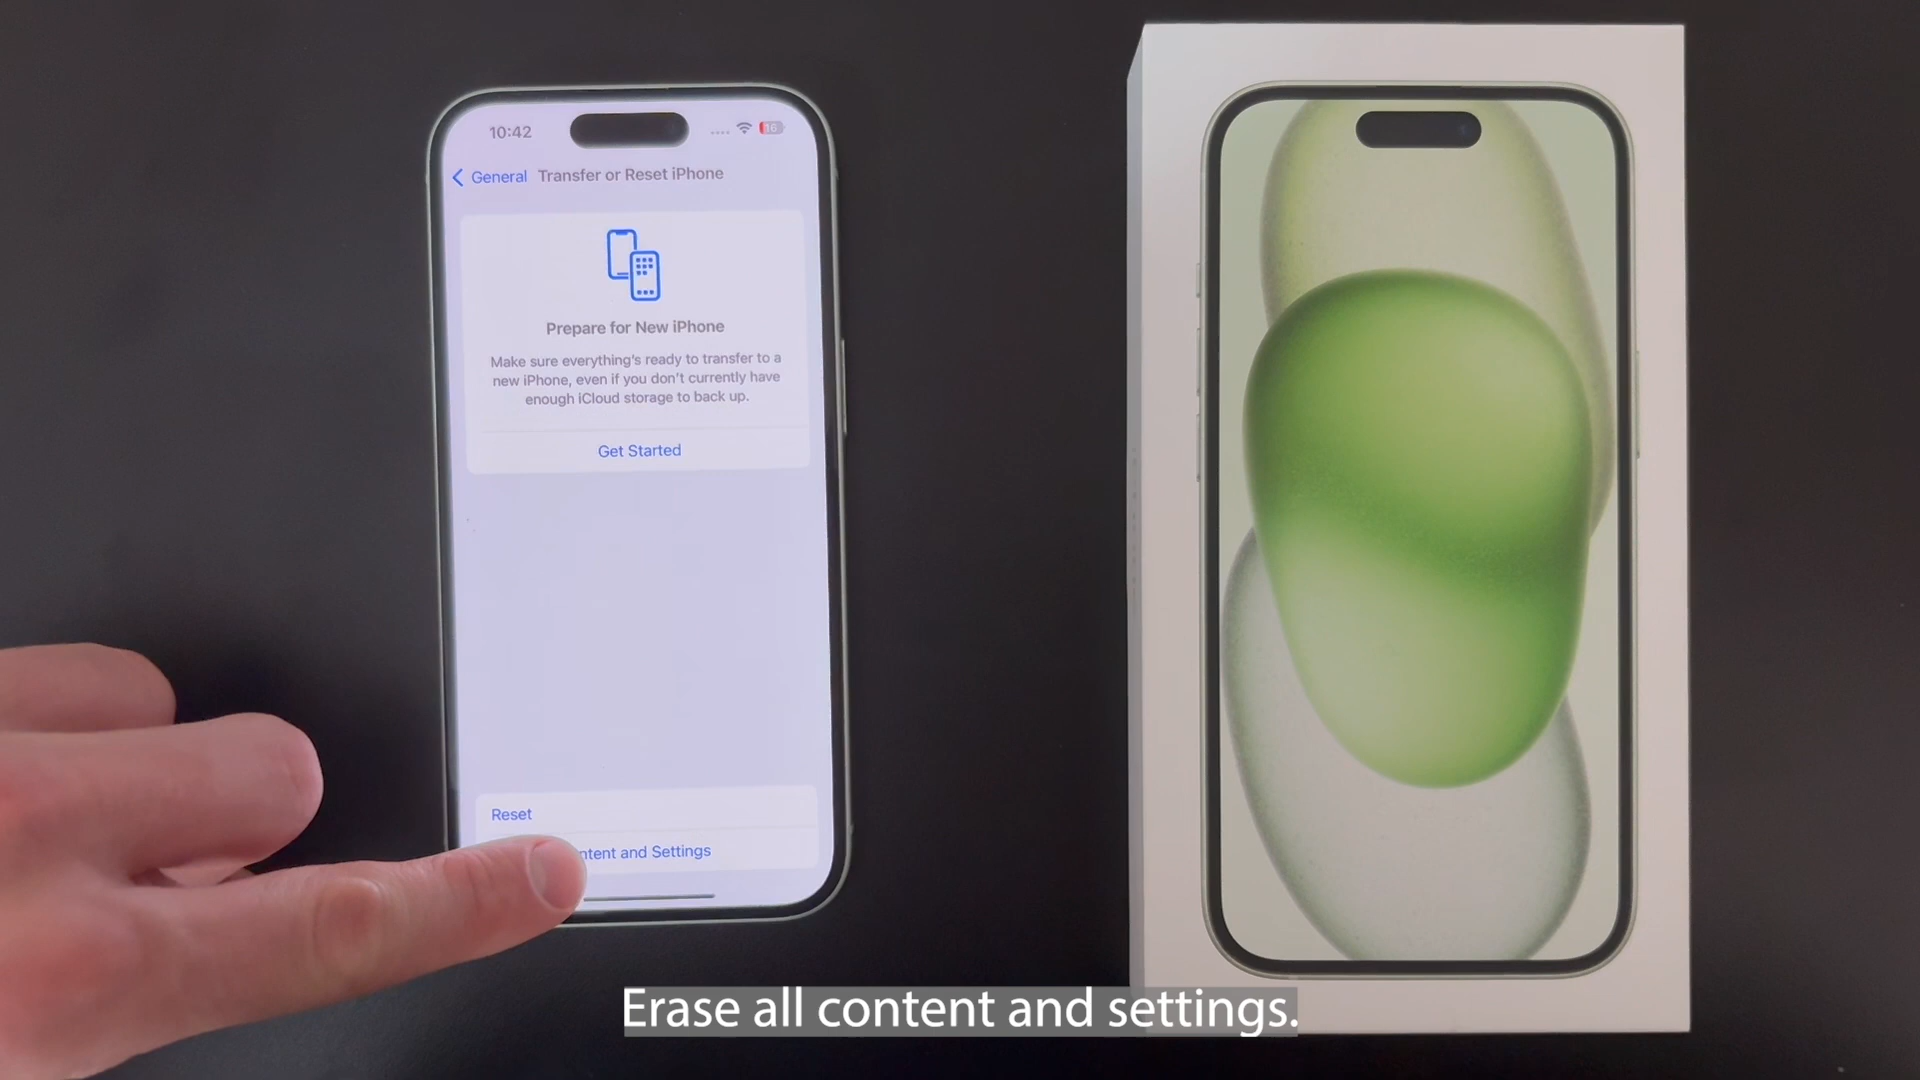 10:42
16
General
Transfer or Reset iPhone
Prepare for New iPhone
Make sure everything's ready to transfer to a
new iPhone, even if you don't currently have
enough iCloud storage to back up.
Get Started
Reset
ntent and Settings
Erase all content and settings.